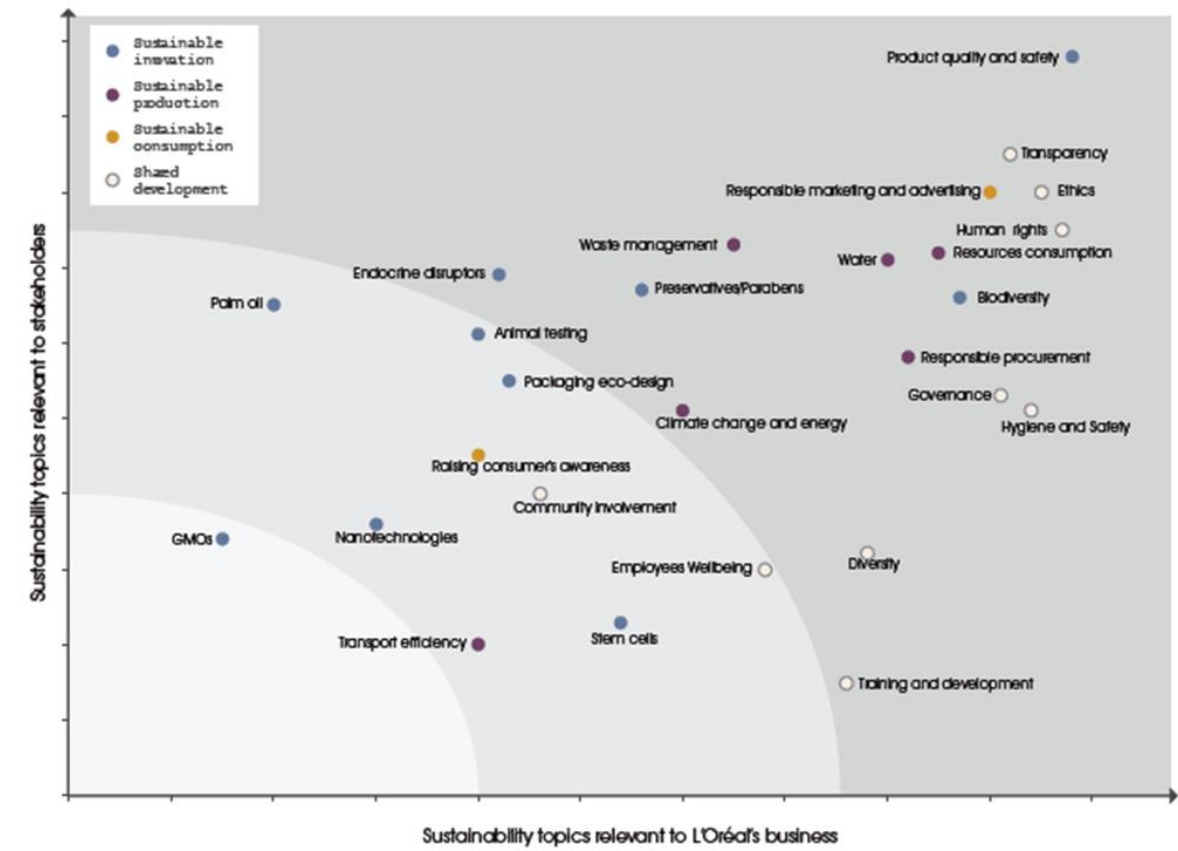 Sustainable
innovation
Sustainable
production
Sustainable
consumption
Shared
development
Product quality and safety
Transparency
Responsible marketing and advertising
Ethics
Human rights
Waste management
Resources consumption
Water
Endocrine disruptors
Preservatives/Parabens
Biodiversity
Palm oil
Animal testing
Responsible procurement
Packaging eco-design
Governance
Climate change and energy
Hygiene and Safety
Raising consumer's awareness
Community Involvement
GMOs
Nanotechnologies
Diversity
Employees Wellbeing
Stem cells
Transport efficiency
Training and development
Sustainability topics relevant to stakeholders
Sustainability topics relevant to L'Oréal's business